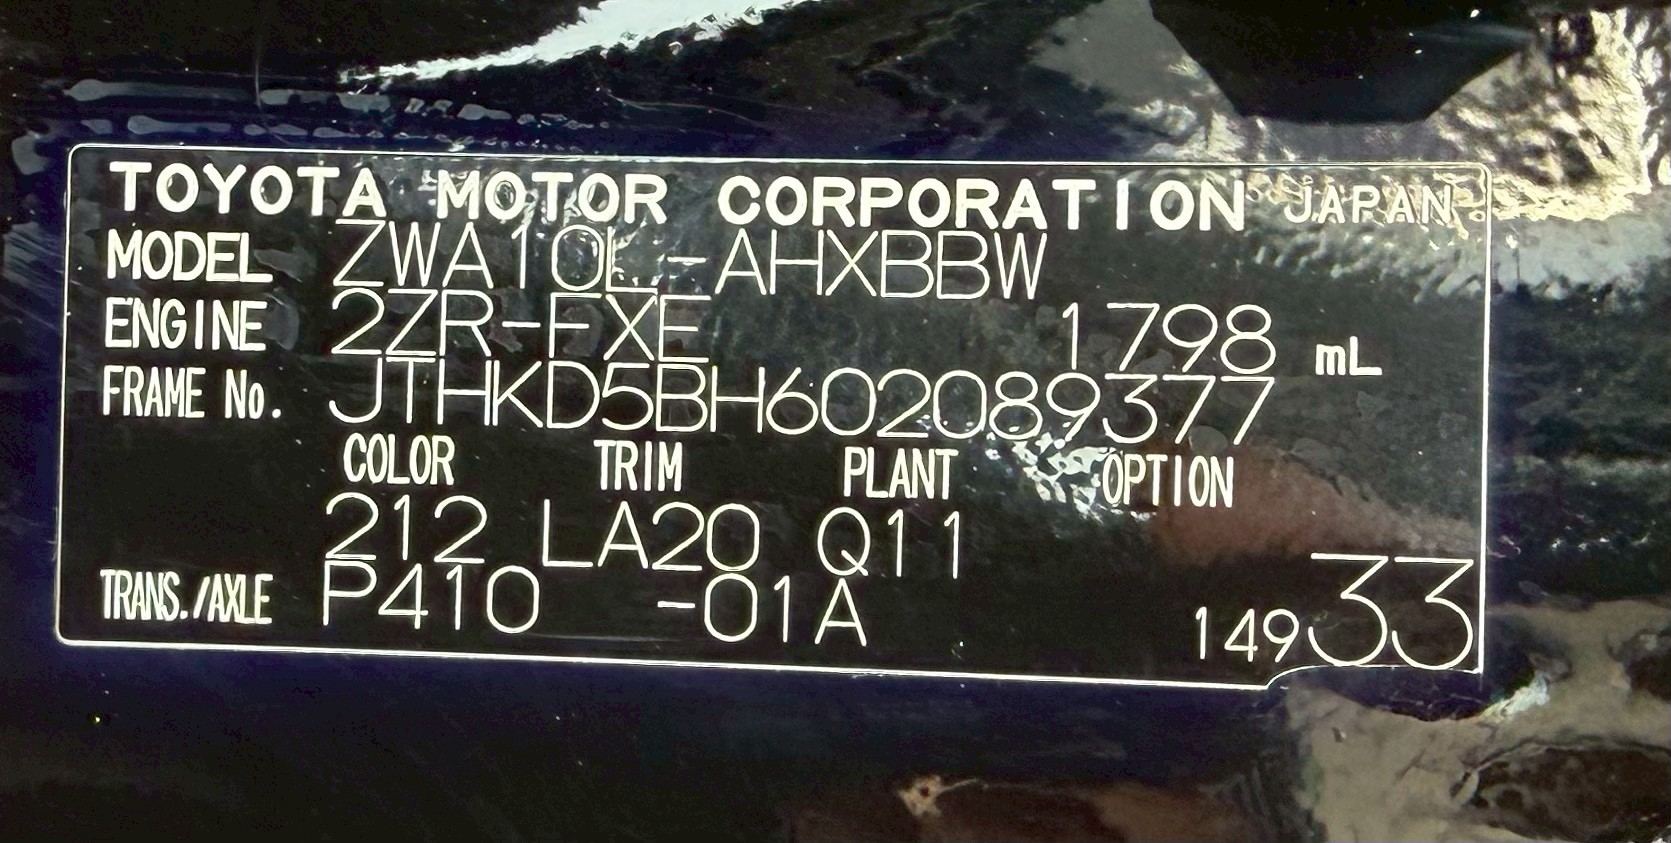 TOYOTA MOTOR CORPORATION JAPAN
MODEL ZWA10L-AHXBBW
ENGINE 2ZR-FXE 1798 mL
FRAME No. JTHKD5BH602089377
COLOR TRIM PLANT OPTION
212 LA20 Q11
TRANS./AXLE P410 -01A 14933